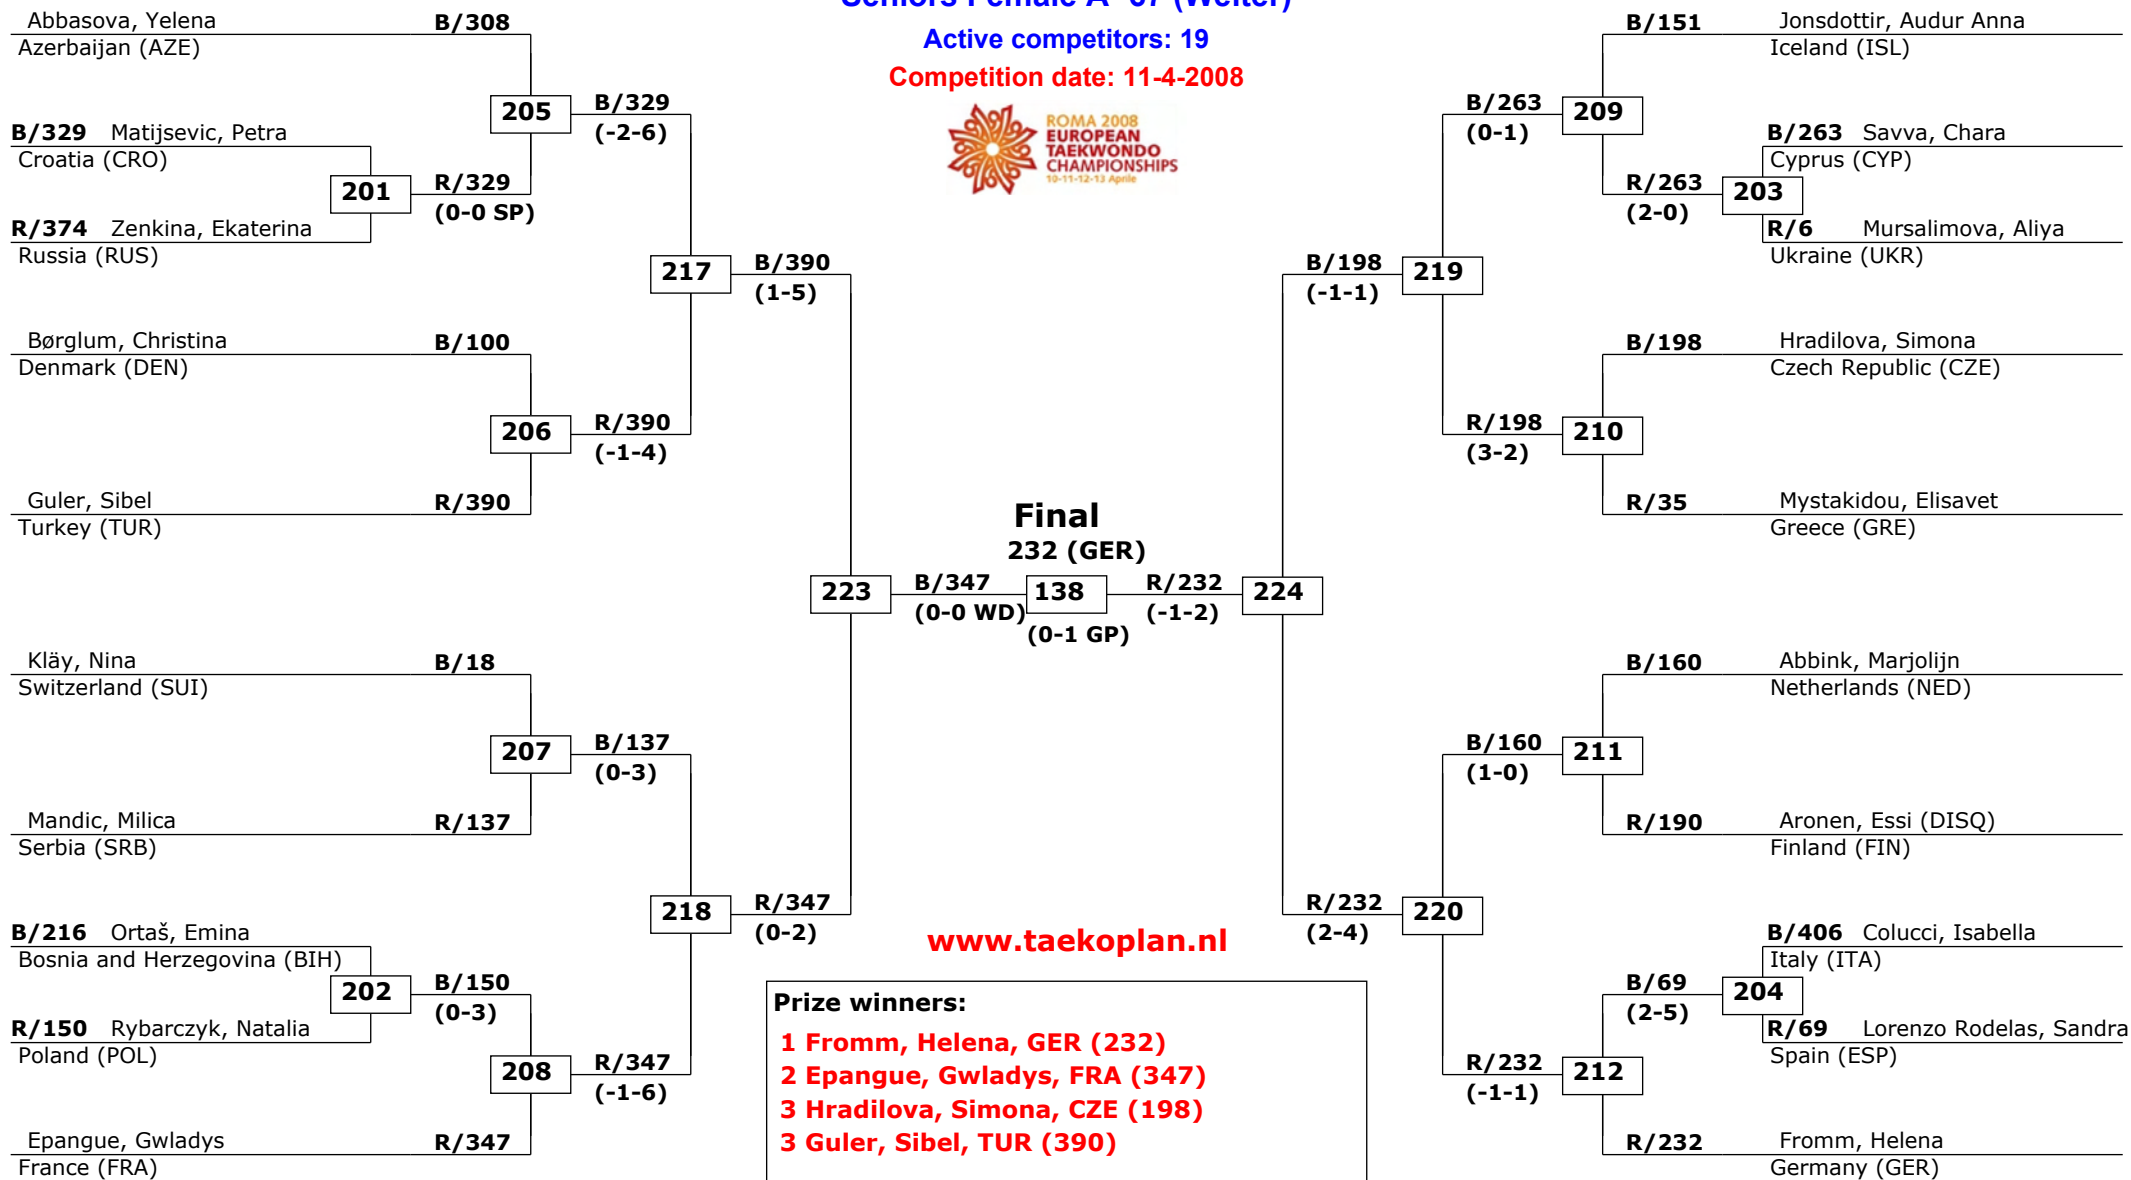 Seniors Female A -67 (Welter)
Active competitors: 19
Competition date: 11-4-2008
ROMA 2008
EUROPEAN
TAEKWONDO
CHAMPIONSHIPS
10-11-12-13 Aprile
Abbasova, Yelena B/308
Azerbaijan (AZE)
205
B/329
(-2-6)
B/329 Matijsevic, Petra
Croatia (CRO)
201
R/329
(0-0 SP)
R/374 Zenkina, Ekaterina
Russia (RUS)
217
B/390
(1-5)
Børglum, Christina B/100
Denmark (DEN)
206
R/390
(-1-4)
Guler, Sibel R/390
Turkey (TUR)
223
B/347
(0-0 WD)
Kläy, Nina B/18
Switzerland (SUI)
207
B/137
(0-3)
Mandic, Milica R/137
Serbia (SRB)
218
R/347
(0-2)
B/216 Ortaš, Emina
Bosnia and Herzegovina (BIH)
202
B/150
(0-3)
R/150 Rybarczyk, Natalia
Poland (POL)
208
R/347
(-1-6)
Epangue, Gwladys R/347
France (FRA)
Final
232 (GER)
138
(0-1 GP)
B/151 Jonsdottir, Audur Anna
Iceland (ISL)
B/263
(0-1)
209
B/263 Savva, Chara
Cyprus (CYP)
R/263
(2-0)
203
R/6 Mursalimova, Aliya
Ukraine (UKR)
B/198
(-1-1)
219
B/198 Hradilova, Simona
Czech Republic (CZE)
R/198
(3-2)
210
R/35 Mystakidou, Elisavet
Greece (GRE)
R/232
(-1-2)
224
B/160 Abbink, Marjolijn
Netherlands (NED)
B/160
(1-0)
211
R/190 Aronen, Essi (DISQ)
Finland (FIN)
R/232
(2-4)
220
B/406 Colucci, Isabella
Italy (ITA)
B/69
(2-5)
204
R/69 Lorenzo Rodelas, Sandra
Spain (ESP)
R/232
(-1-1)
212
R/232 Fromm, Helena
Germany (GER)
www.taekoplan.nl
Prize winners:
1 Fromm, Helena, GER (232)
2 Epangue, Gwladys, FRA (347)
3 Hradilova, Simona, CZE (198)
3 Guler, Sibel, TUR (390)